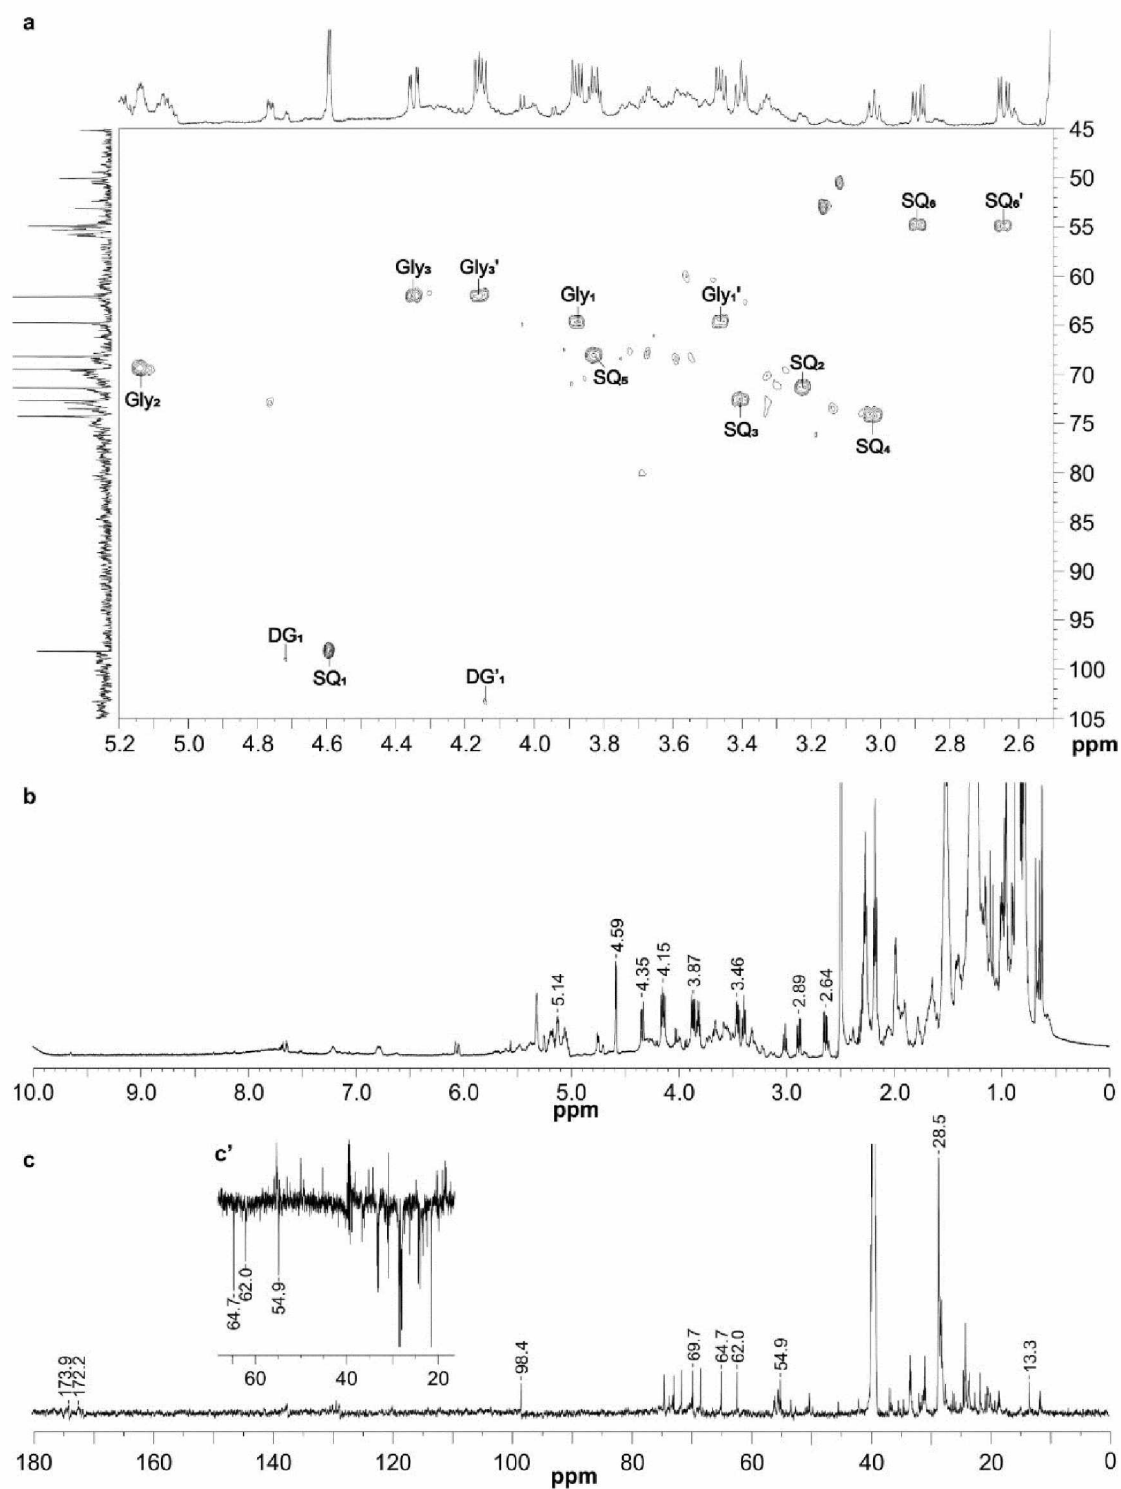 a
45
50
SQ₆ SQ₆'
55
Gly₃ Gly₃'
60
Gly₁ Gly₁'
65
SQ₅ SQ₂
70
Gly₂
SQ₃ SQ₄
75
80
85
90
95
DG₁
SQ₁
100
DG'₁
105
5.2 5.0 4.8 4.6 4.4 4.2 4.0 3.8 3.6 3.4 3.2 3.0 2.8 2.6 ppm
b
5.14 4.59 4.35 4.15 3.87 3.46 2.89 2.64
10.0 9.0 8.0 7.0 6.0 5.0 4.0 3.0 2.0 1.0 0
ppm
c
c'
64.7 62.0 54.9
60 40 20
173.9 172.2 98.4 69.7 64.7 62.0 54.9 28.5 13.3
180 160 140 120 100 80 60 40 20 0
ppm